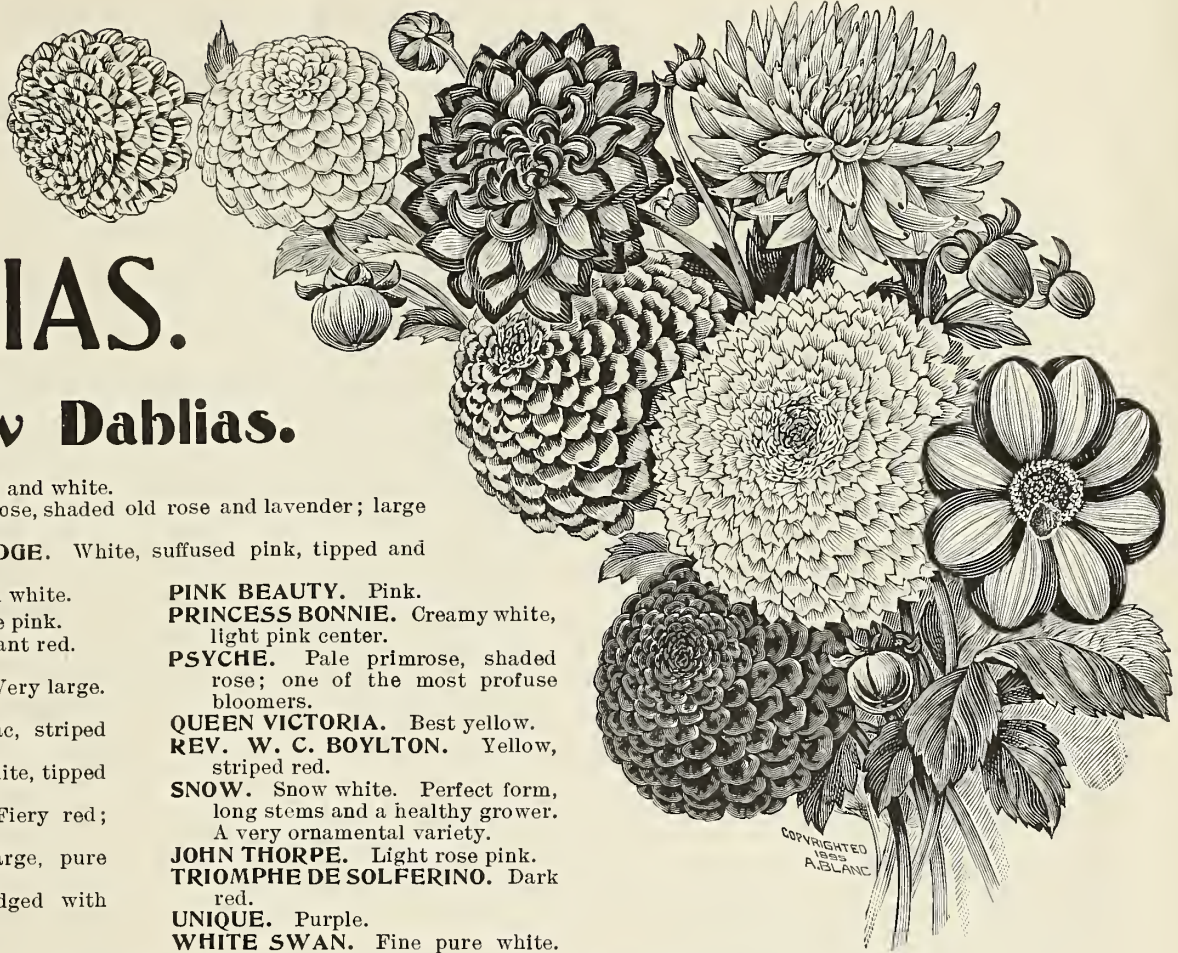 IAS.
w Dahlias.
and white.
ose, shaded old rose and lavender; large
DGE. White, suffused pink, tipped and
white.
e pink.
ant red.
Very large.
ac, striped
ite, tipped
Fiery red;
arge, pure
dged with
PINK BEAUTY. Pink.
PRINCESS BONNIE. Creamy white,
light pink center.
PSYCHE. Pale primrose, shaded
rose; one of the most profuse
bloomers.
QUEEN VICTORIA. Best yellow.
REV. W. C. BOYLTON. Yellow,
striped red.
SNOW. Snow white. Perfect form,
long stems and a healthy grower.
A very ornamental variety.
JOHN THORPE. Light rose pink.
TRIOMPHE DE SOLFERINO. Dark
red.
UNIQUE. Purple.
WHITE SWAN. Fine pure white.
COPYRIGHTED
1895
A. BLANC